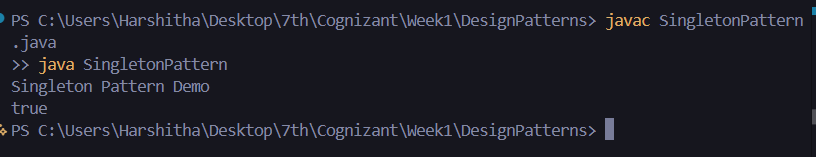 PS C:\Users\Harshitha\Desktop\7th\Cognizant\Week1\DesignPatterns> javac SingletonPattern
.java
>> java SingletonPattern
Singleton Pattern Demo
true
PS C:\Users\Harshitha\Desktop\7th\Cognizant\Week1\DesignPatterns>